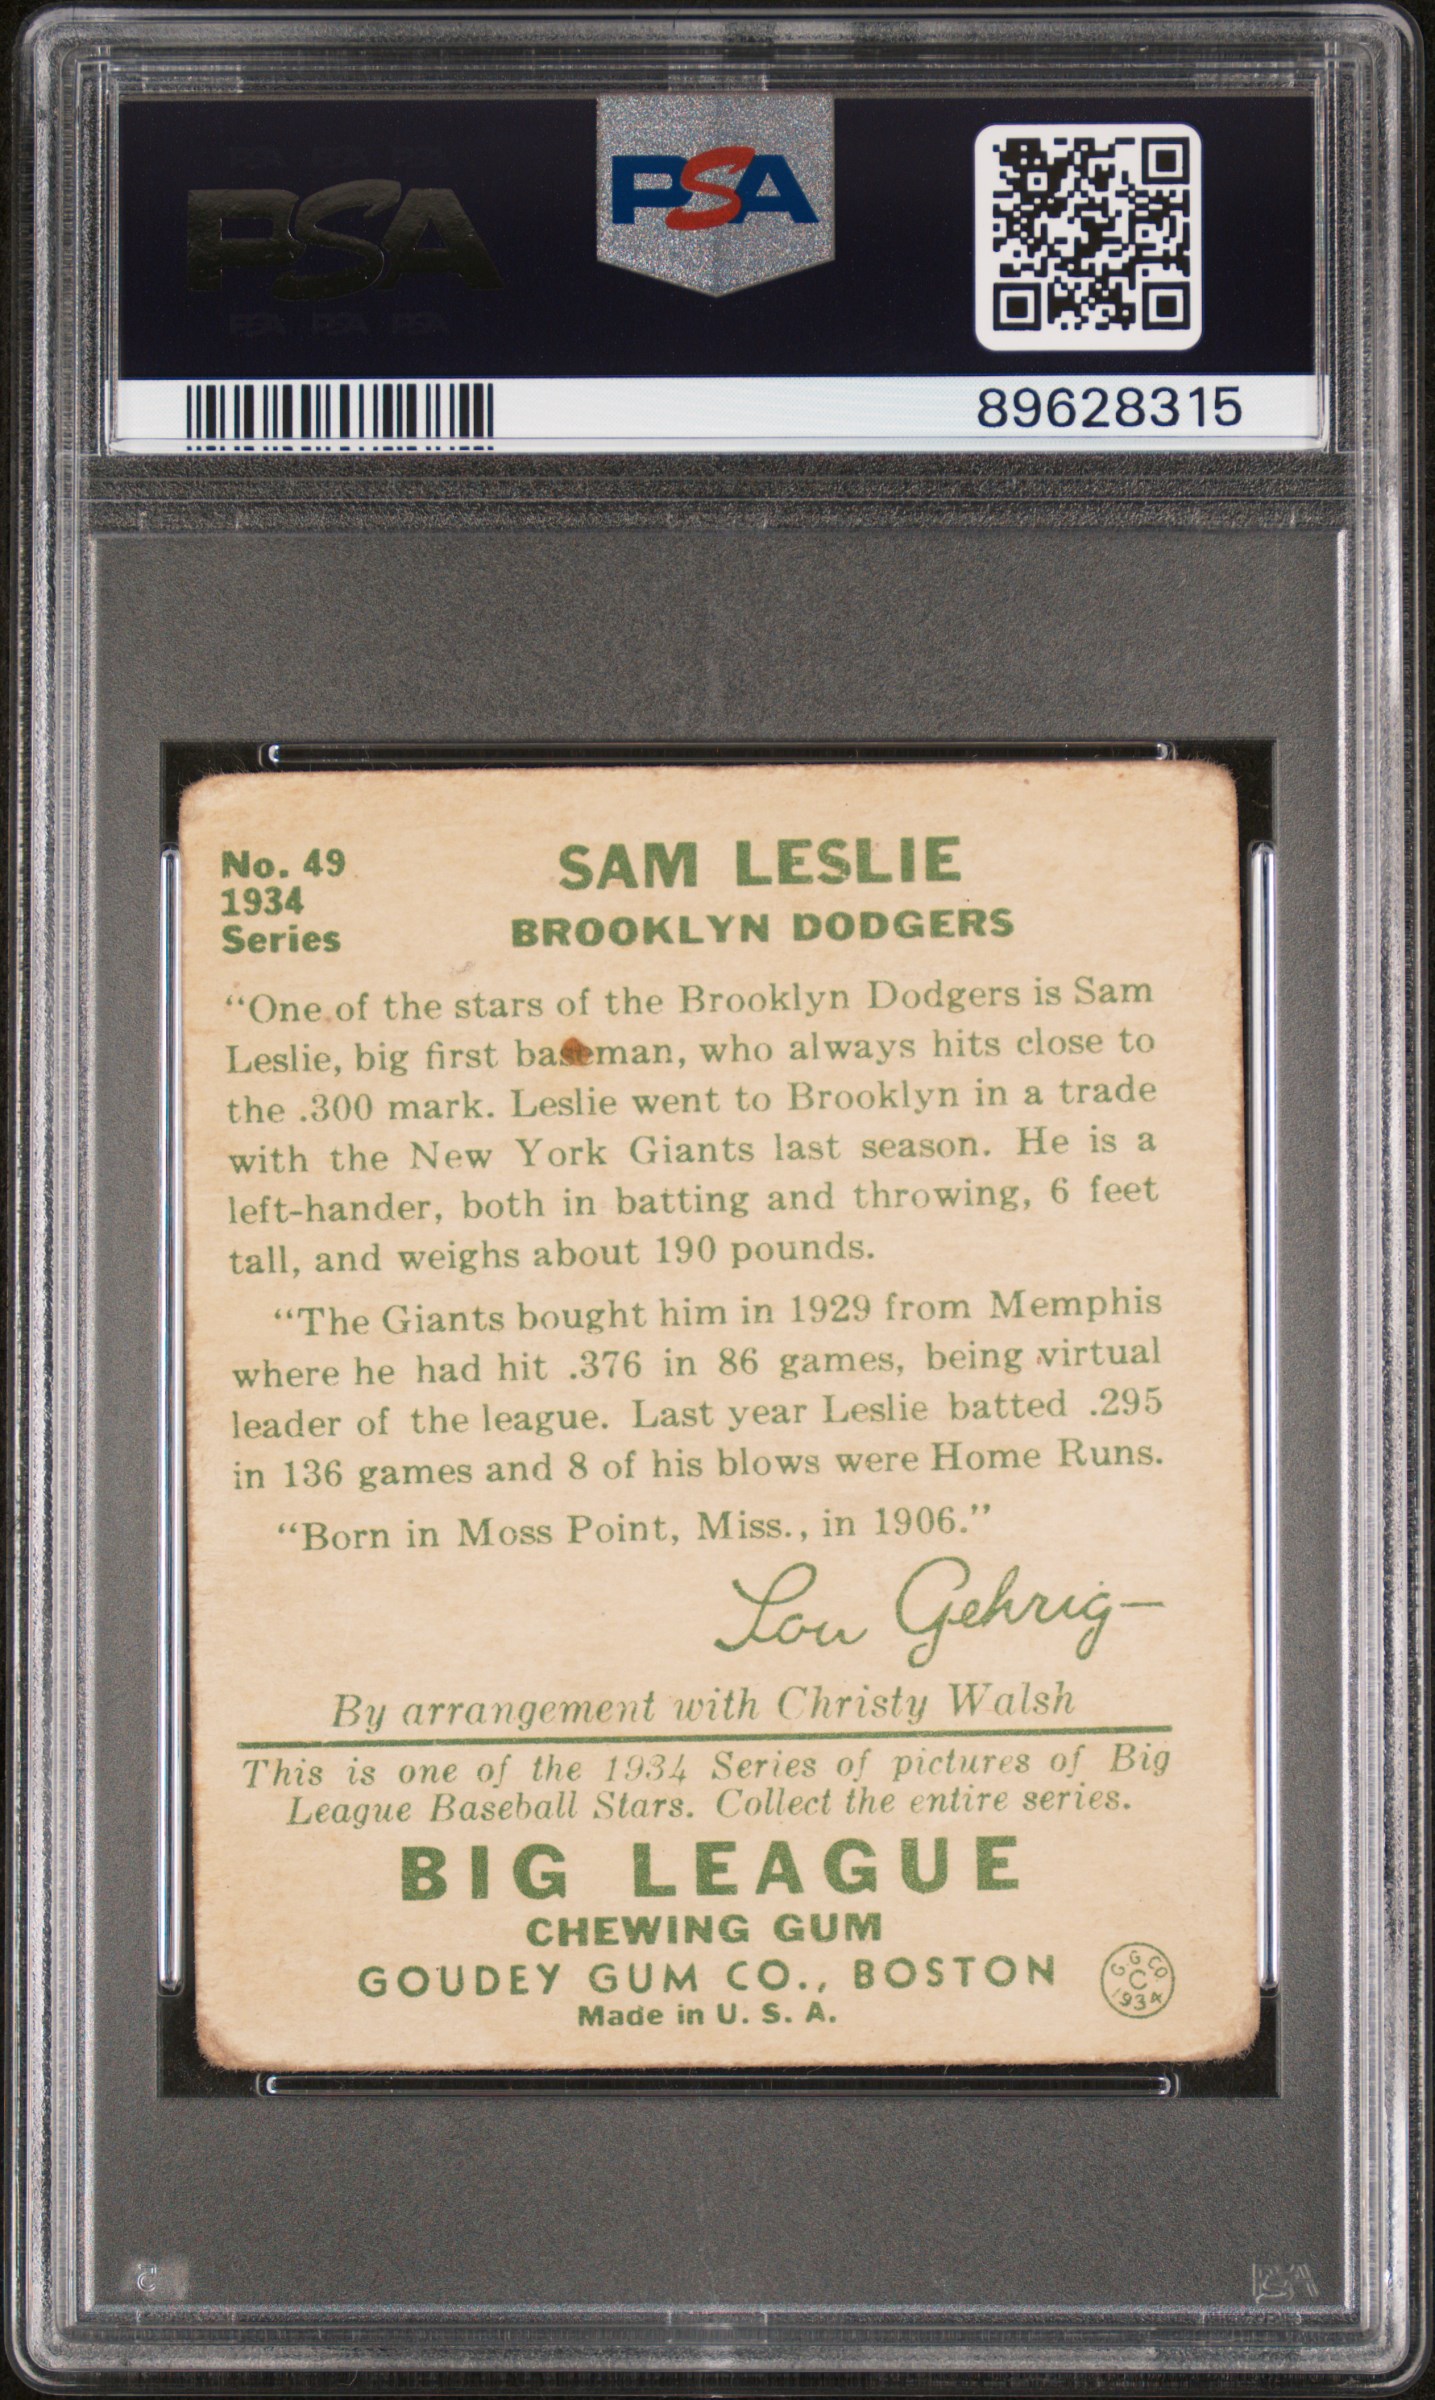 PSA
PSA
89628315
No. 49
1934
Series
SAM LESLIE
BROOKLYN DODGERS
“One of the stars of the Brooklyn Dodgers is Sam
Leslie, big first baseman, who always hits close to
the .300 mark. Leslie went to Brooklyn in a trade
with the New York Giants last season. He is a
left-hander, both in batting and throwing, 6 feet
tall, and weighs about 190 pounds.
“The Giants bought him in 1929 from Memphis
where he had hit .376 in 86 games, being virtual
leader of the league. Last year Leslie batted .295
in 136 games and 8 of his blows were Home Runs.
“Born in Moss Point, Miss., in 1906.”
Lou Gehrig
By arrangement with Christy Walsh
This is one of the 1934 Series of pictures of Big
League Baseball Stars. Collect the entire series.
BIG LEAGUE
CHEWING GUM
GOUDEY GUM CO., BOSTON
Made in U. S. A.
G. G. CO
C
1934
PSA